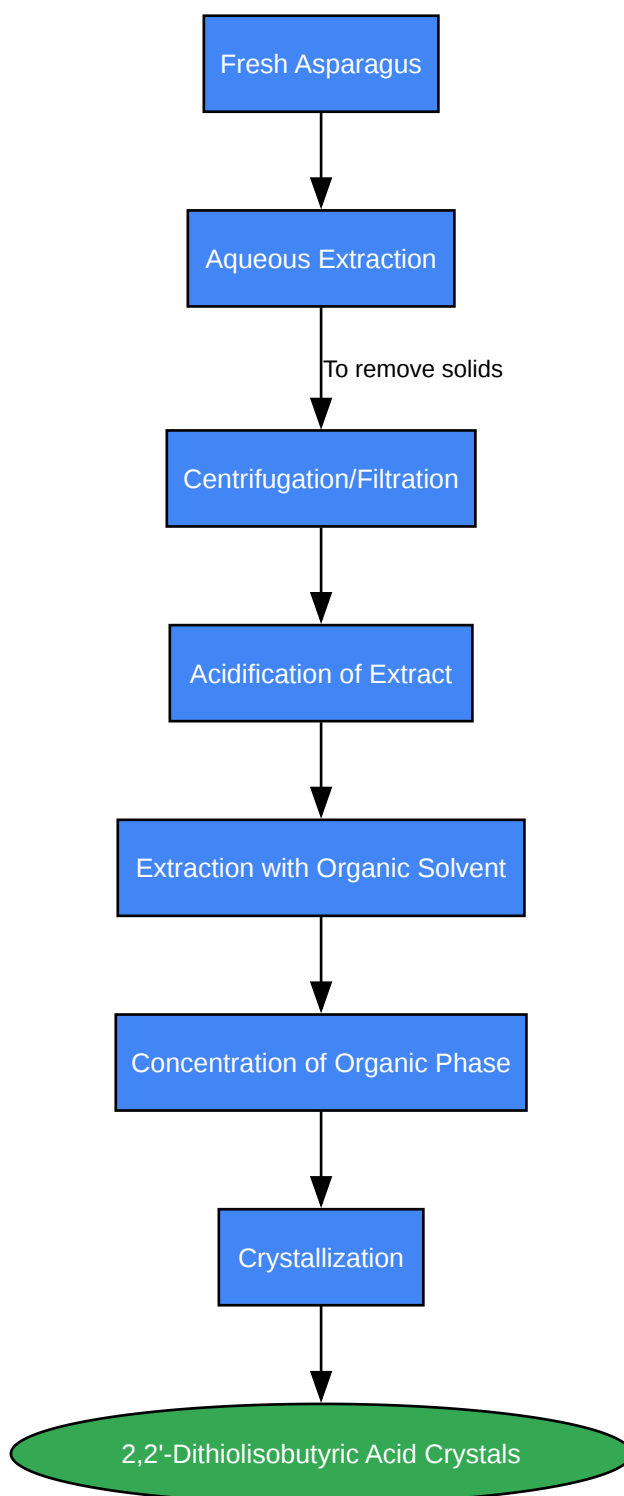 Fresh Asparagus
Aqueous Extraction
To remove solids
Centrifugation/Filtration
Acidification of Extract
Extraction with Organic Solvent
Concentration of Organic Phase
Crystallization
2,2'-Dithiolisobutyric Acid Crystals